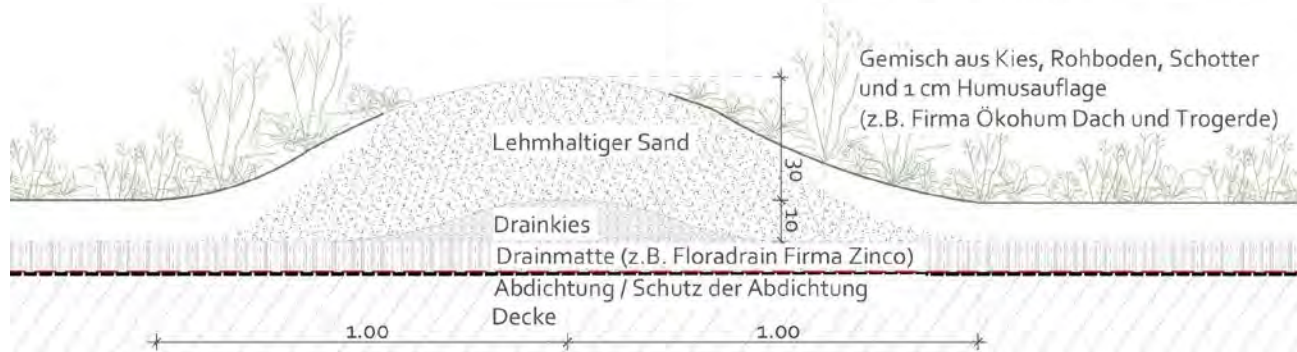 Gemisch aus Kies, Rohboden, Schotter
und 1 cm Humusauflage
(z.B. Firma Ökohum Dach und Trogerde)
Lehmhaltiger Sand
30
10
Drainkies
Drainmatte (z.B. Floradrain Firma Zinco)
Abdichtung / Schutz der Abdichtung
Decke
1.00 1.00